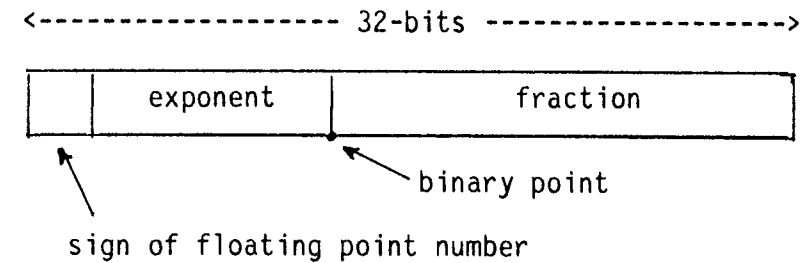 <------------------ 32-bits ------------------>
exponent fraction
binary point
sign of floating point number